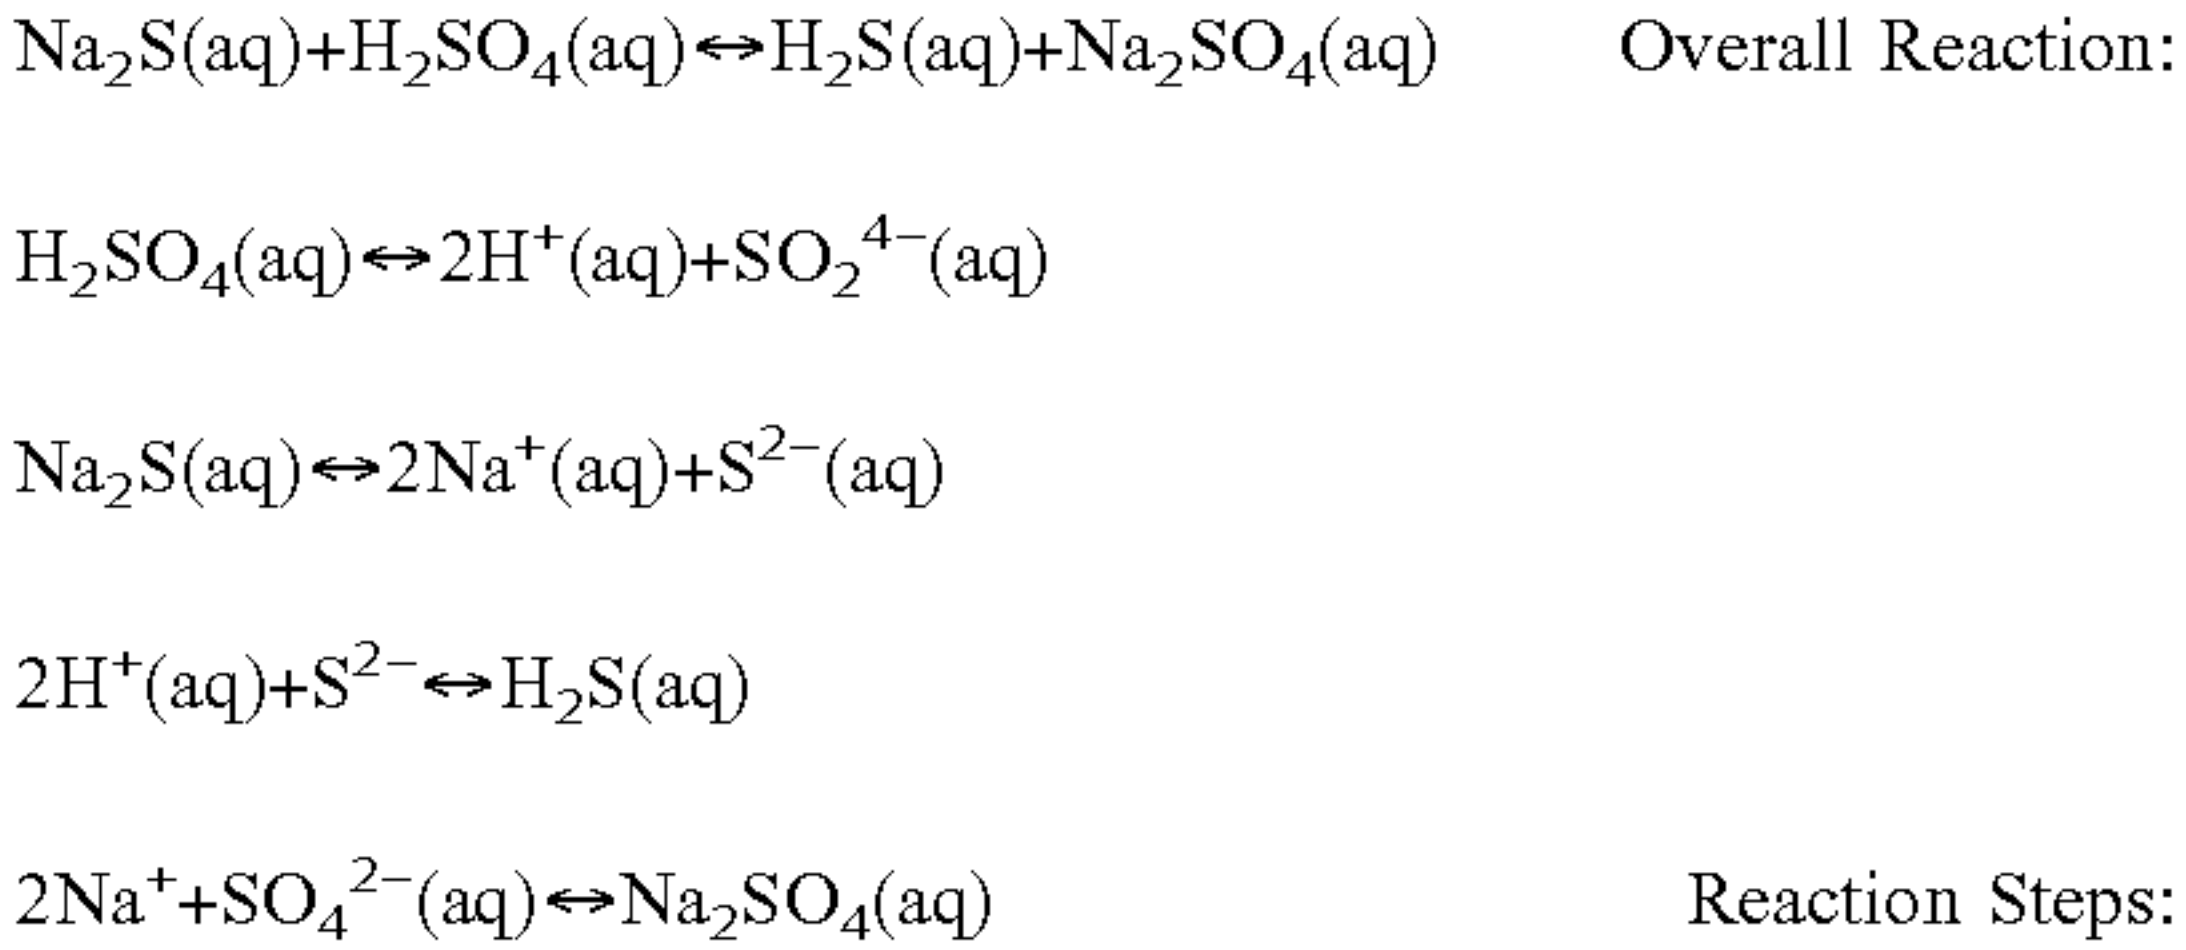 Na₂S(aq)+H₂SO₄(aq)↔H₂S(aq)+Na₂SO₄(aq) Overall Reaction:
H₂SO₄(aq)↔2H⁺(aq)+SO₂⁴⁻(aq)
Na₂S(aq)↔2Na⁺(aq)+S²⁻(aq)
2H⁺(aq)+S²⁻↔H₂S(aq)
2Na⁺+SO₄²⁻(aq)↔Na₂SO₄(aq) Reaction Steps: